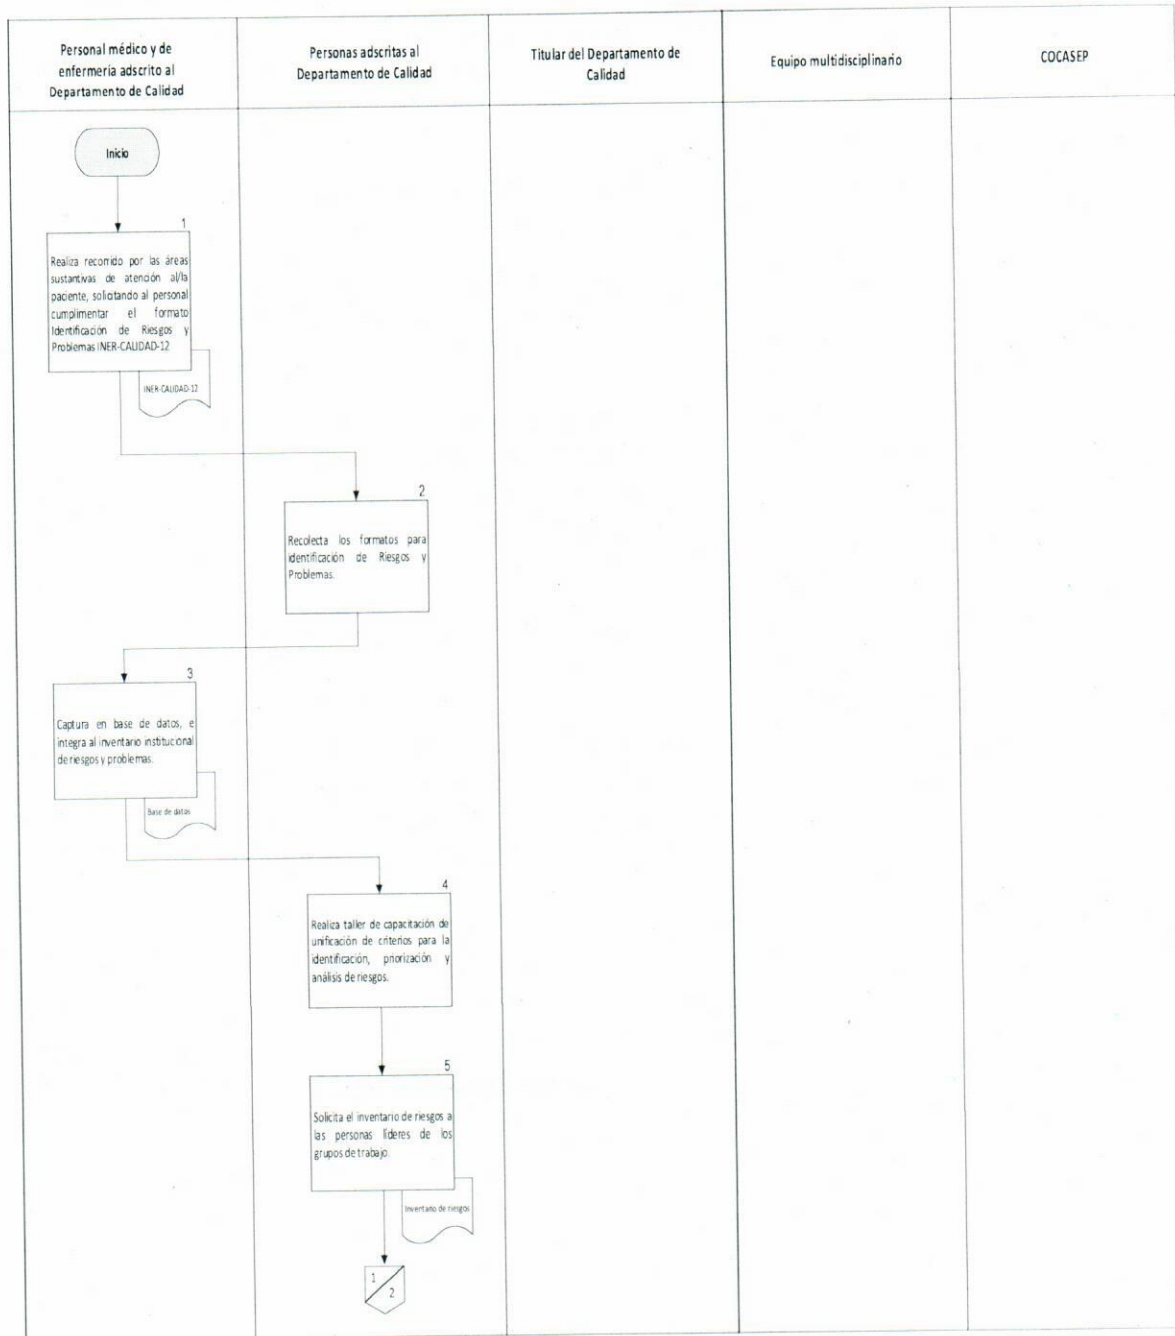 Personal médico y de
enfermería adscrito al
Departamento de Calidad
Personas adscritas al
Departamento de Calidad
Titular del Departamento de
Calidad
Equipo multidisciplinario
COCASEP
Inicio
1
Realiza recorrido por las áreas
sustantivas de atención al/la
paciente, solicitando al personal
cumplimentar el formato
Identificación de Riesgos y
Problemas INER-CALIDAD-12
INER-CALIDAD-12
2
Recolecta los formatos para
identificación de Riesgos y
Problemas.
3
Captura en base de datos, e
integra al inventario institucional
de riesgos y problemas.
Base de datos
4
Realiza taller de capacitación de
unificación de criterios para la
identificación, priorización y
análisis de riesgos.
5
Solicita el inventario de riesgos a
las personas líderes de los
grupos de trabajo.
Inventario de riesgos
1
2